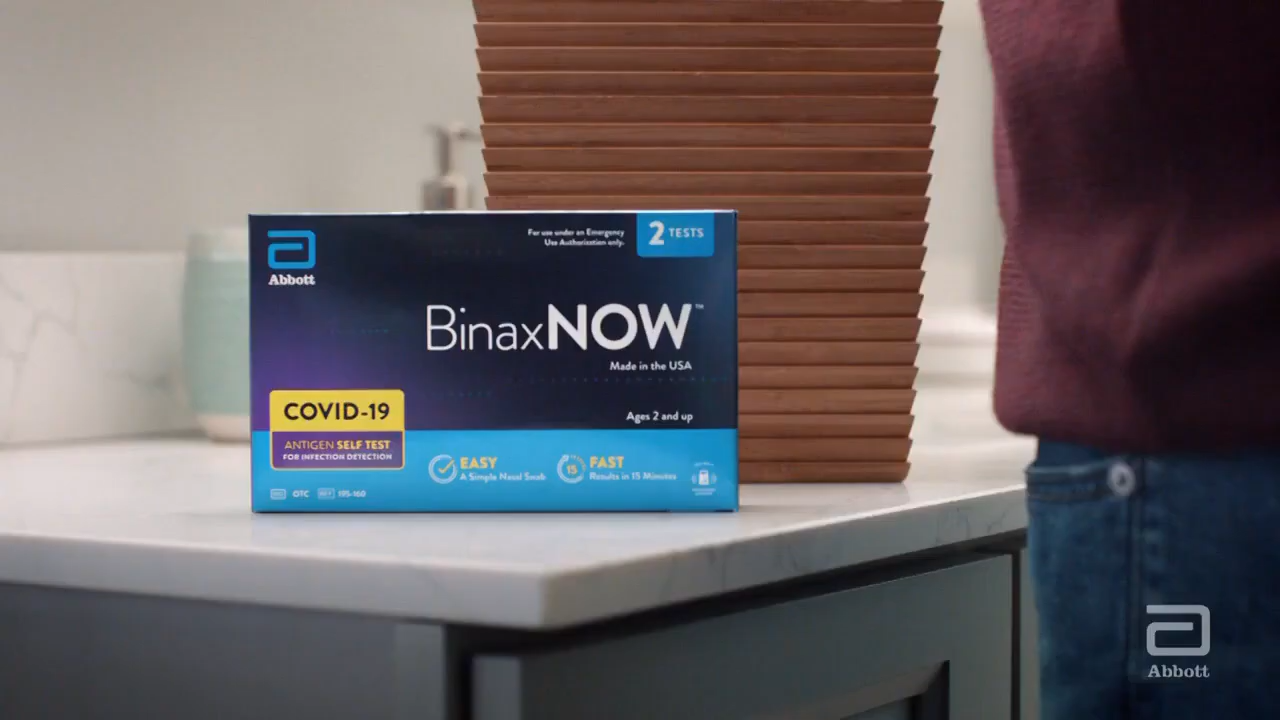 Abbott
For use under an Emergency
Use Authorization only.
2 TESTS
BinaxNOW™
Made in the USA
COVID-19
Ages 2 and up
ANTIGEN SELF TEST
FOR INFECTION DETECTION
EASY
A Simple Nasal Swab
15
FAST
Results in 15 Minutes
OTC
REF 195-160
Abbott